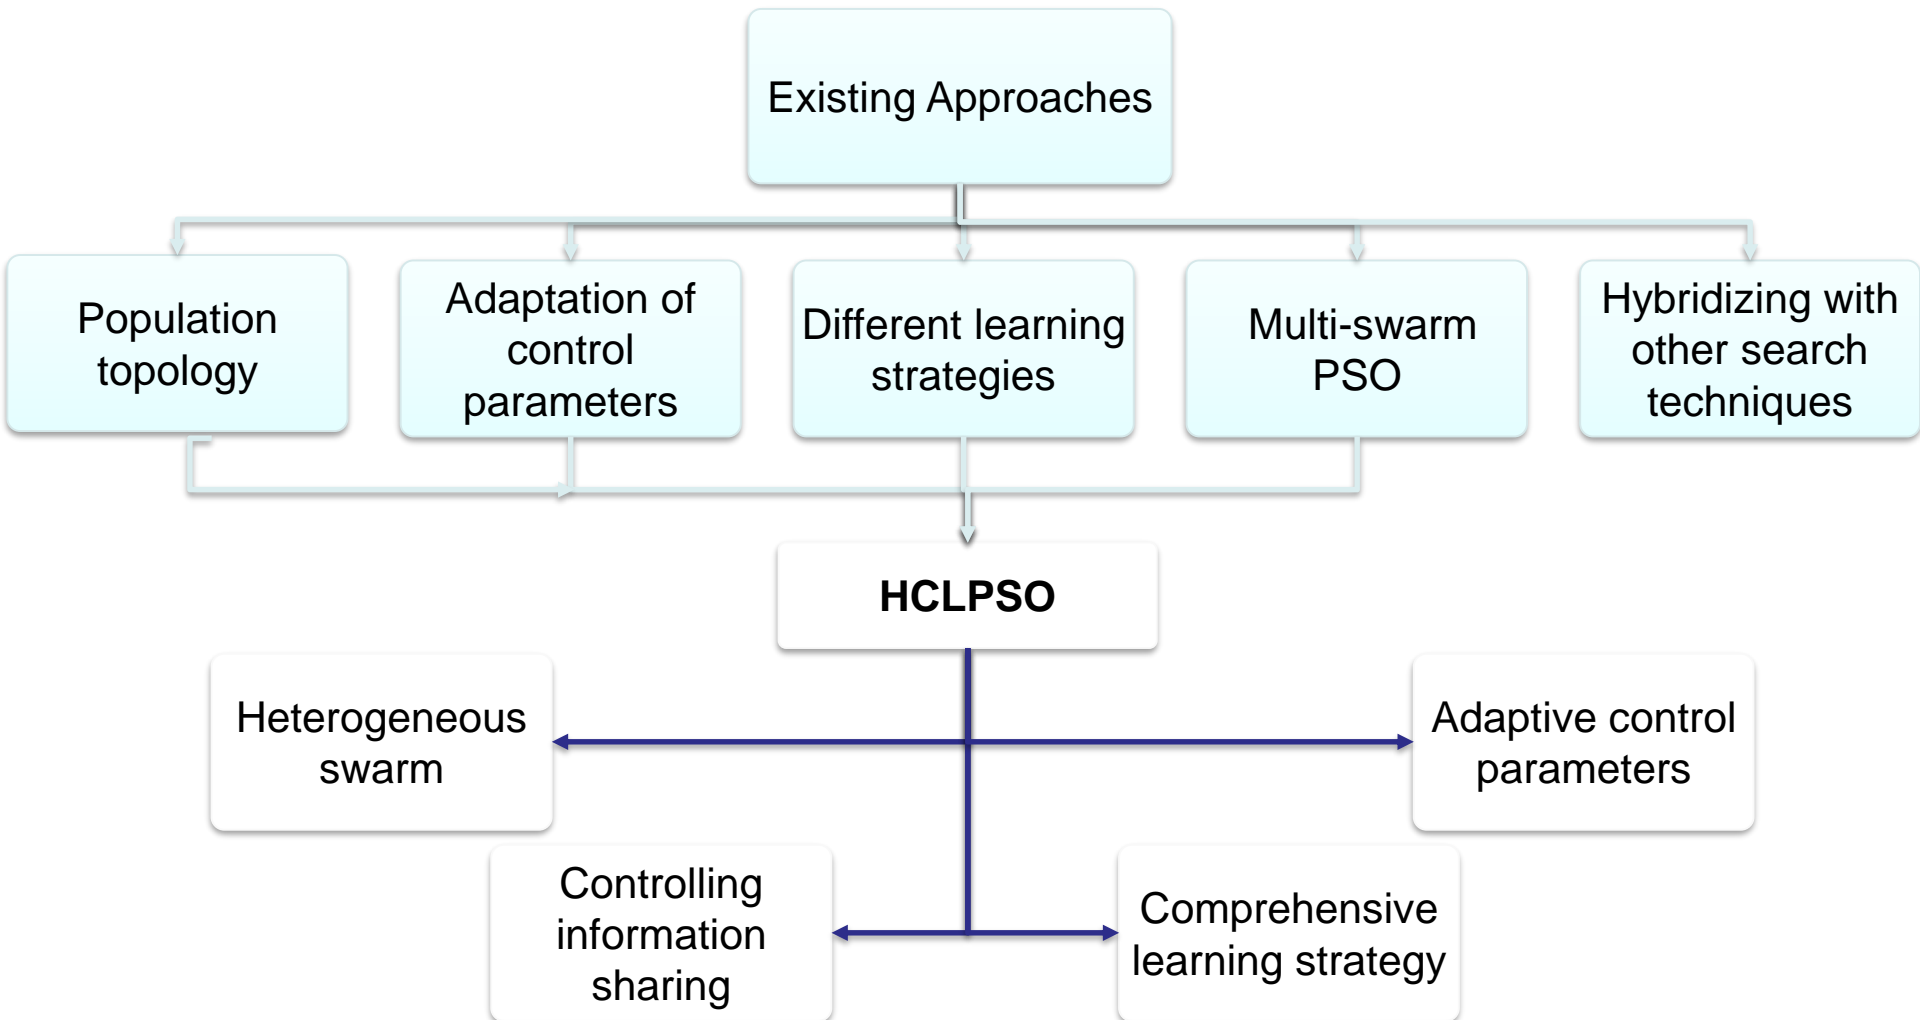 Existing Approaches
Population
topology
Adaptation of
control
parameters
Different learning
strategies
Multi-swarm
PSO
Hybridizing with
other search
techniques
HCLPSO
Heterogeneous
swarm
Adaptive control
parameters
Controlling
information
sharing
Comprehensive
learning strategy